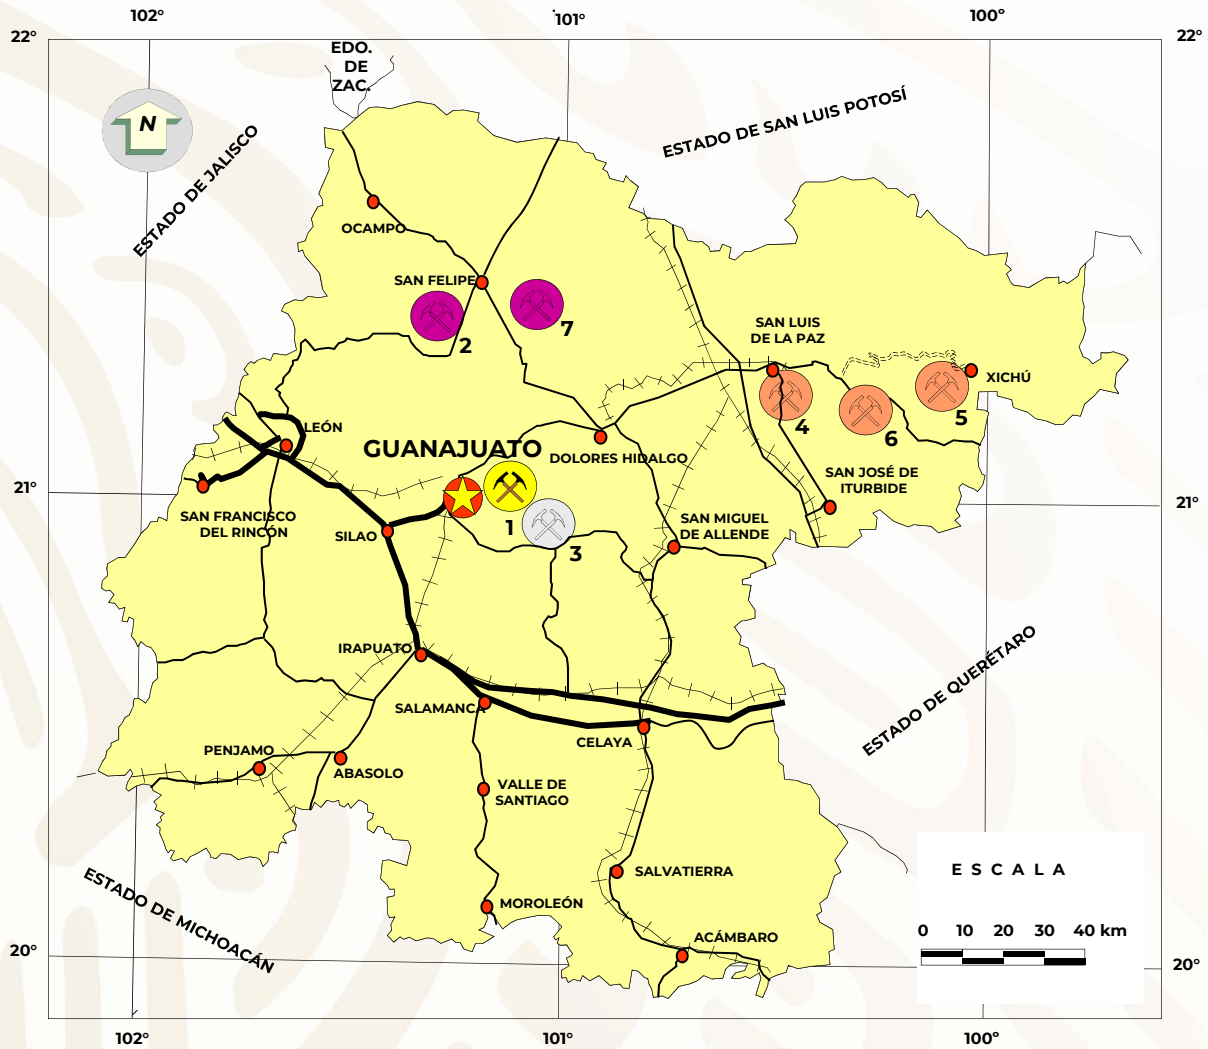 102°
101°
100°
22°
22°
EDO.
DE
ZAC.
N
ESTADO DE JALISCO
ESTADO DE SAN LUIS POTOSÍ
OCAMPO
SAN FELIPE
2
7
SAN LUIS
DE LA PAZ
XICHÚ
4
6
5
LEÓN
GUANAJUATO
DOLORES HIDALGO
21°
21°
SAN FRANCISCO
DEL RINCÓN
SILAO
1
3
SAN JOSÉ DE
ITURBIDE
SAN MIGUEL
DE ALLENDE
IRAPUATO
SALAMANCA
CELAYA
ESTADO DE QUERÉTARO
PENJAMO
ABASOLO
VALLE DE
SANTIAGO
SALVATIERRA
MOROLEÓN
ACÁMBARO
ESTADO DE MICHOACÁN
ESCALA
0 10 20 30 40 km
20°
20°
102°
101°
100°